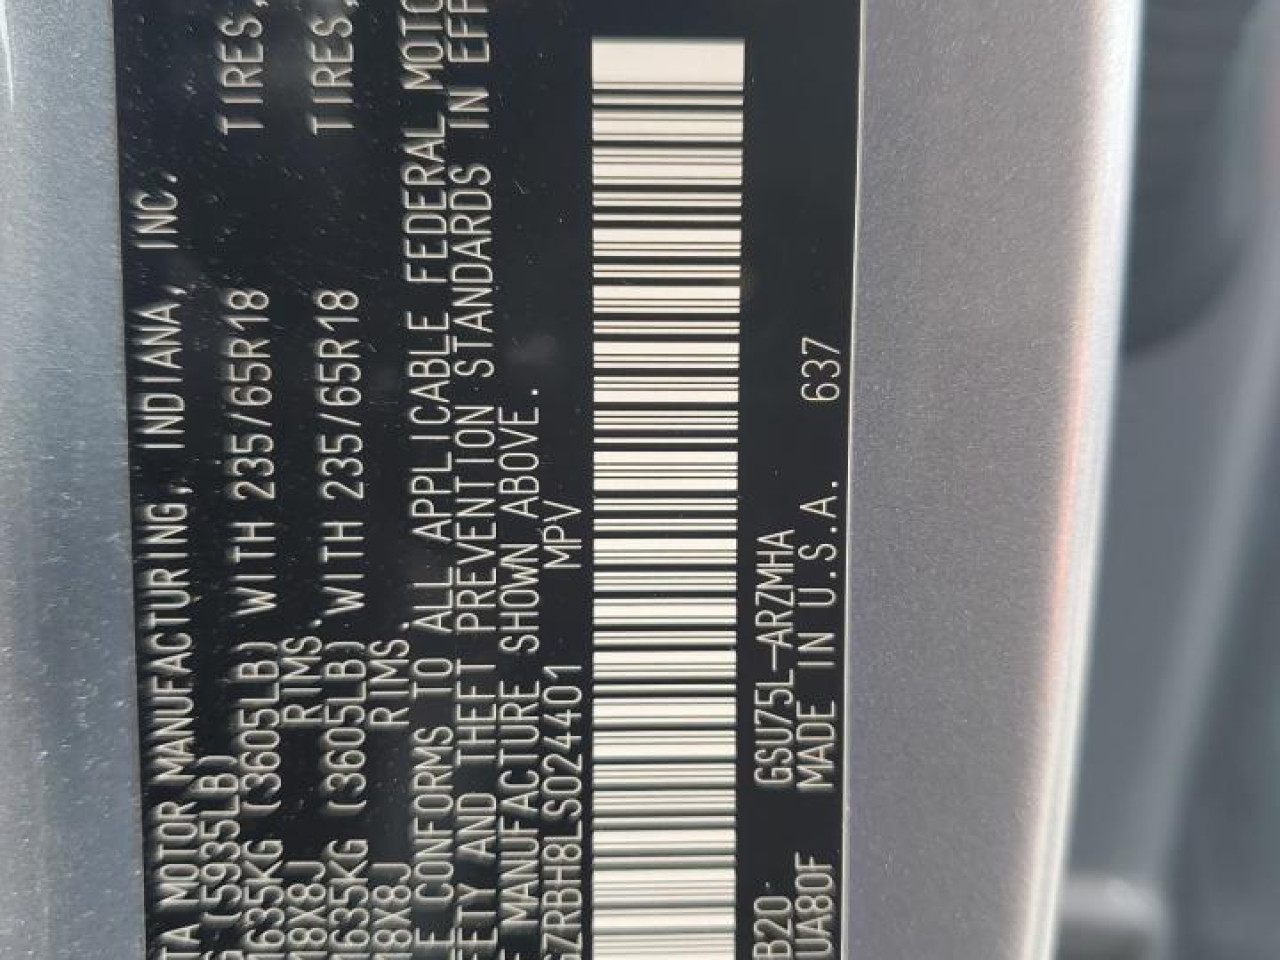 TA MOTOR MANUFACTURING, INDIANA, INC.
G (5935LB)
1635KG (3605LB) WITH 235/65R18 TIRES,
18X8J RIMS.
1635KG (3605LB) WITH 235/65R18 TIRES,
18X8J RIMS.
E CONFORMS TO ALL APPLICABLE FEDERAL MOTO
FETY AND THEFT PREVENTION STANDARDS IN EFF
F MANUFACTURE SHOWN ABOVE.
GZRBH8LS024401 MPV
B20 GSU75L-ARZMHA
UA80F MADE IN U.S.A. 637